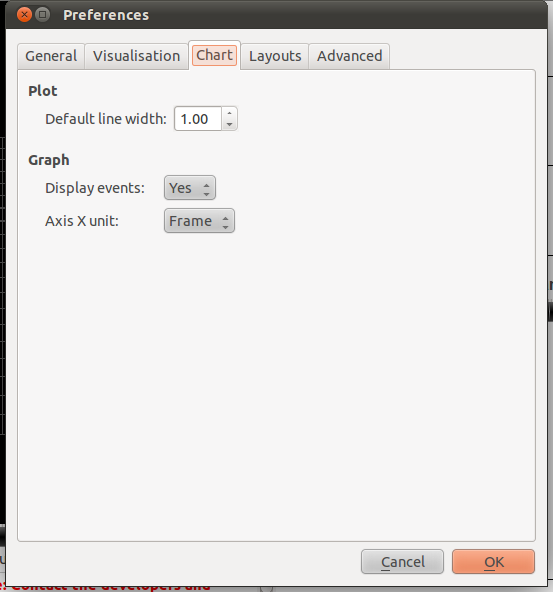 Preferences
General Visualisation Chart Layouts Advanced
Plot
Default line width: 1.00
Graph
Display events: Yes
Axis X unit: Frame
Cancel OK
Contact the developers and